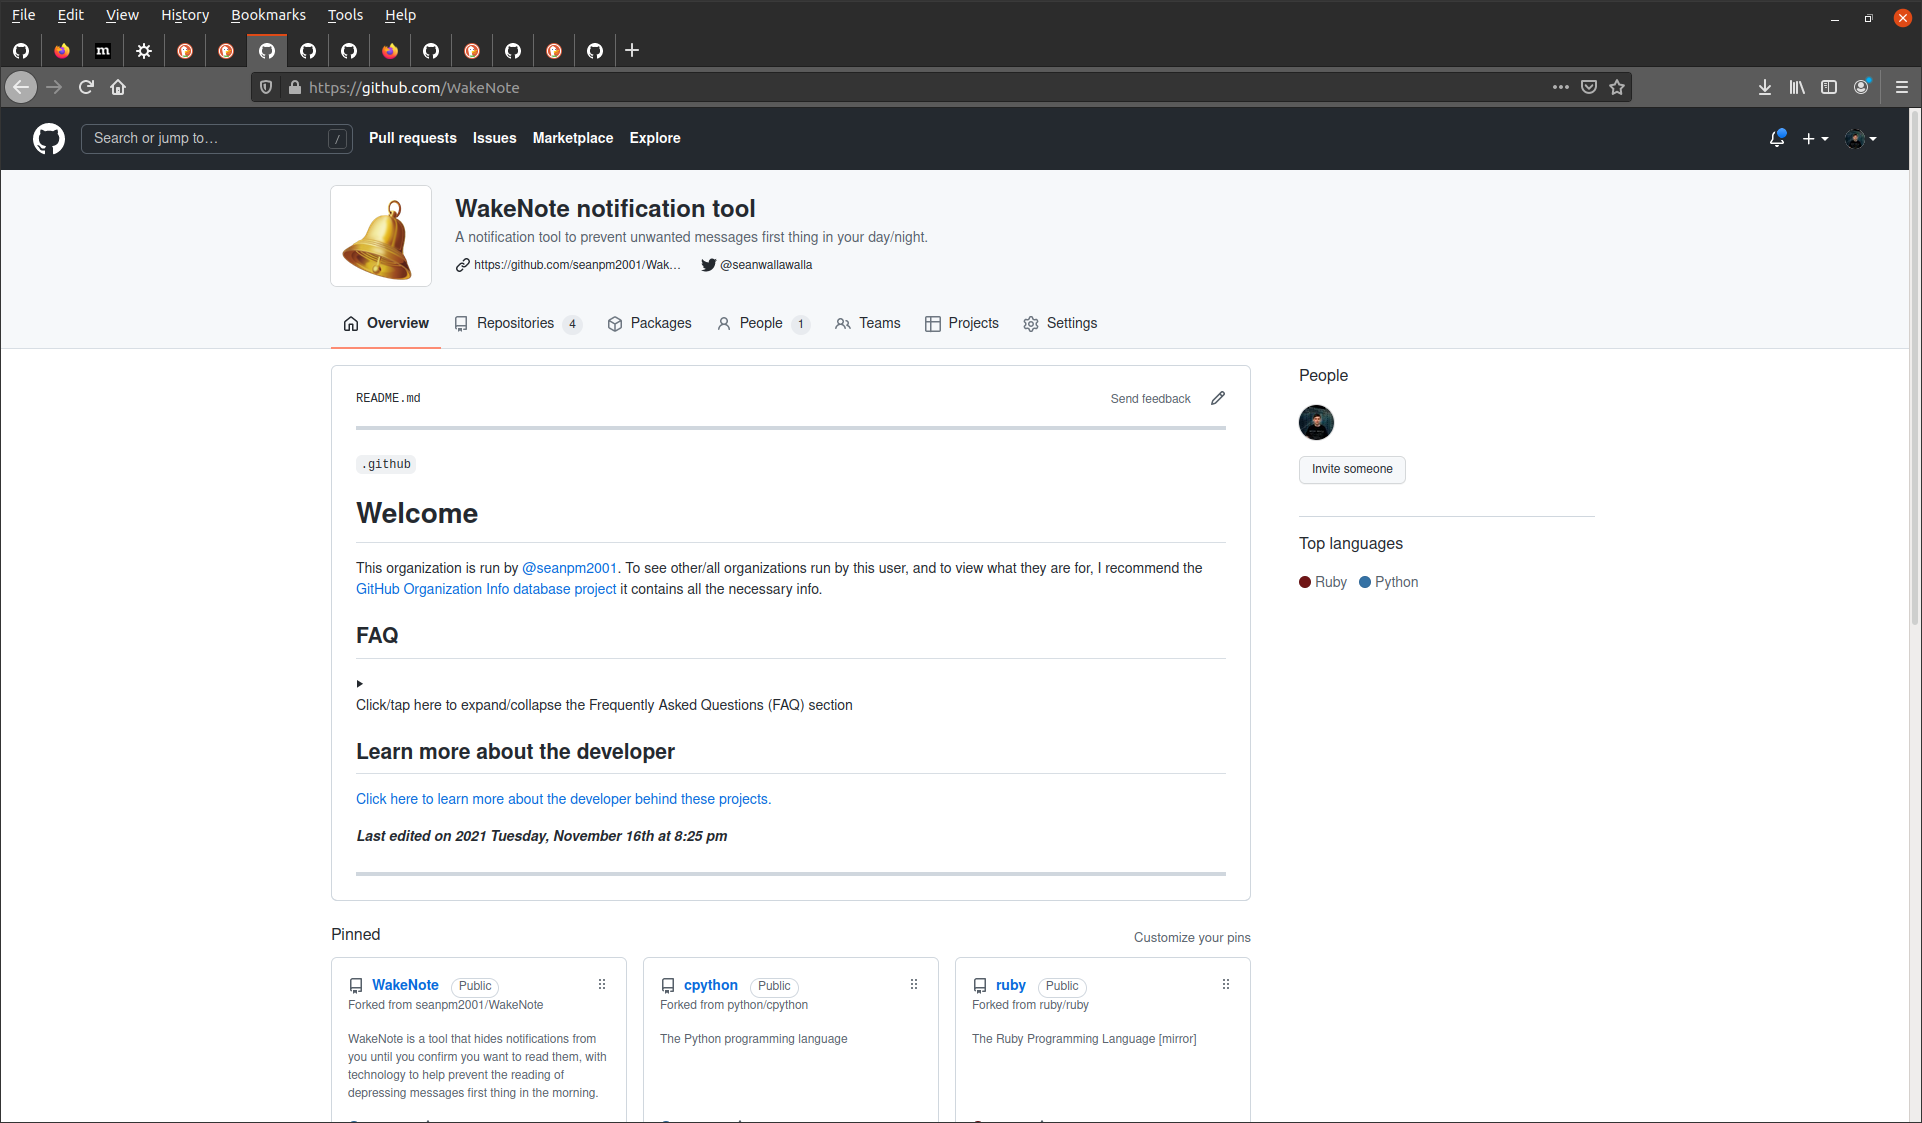 File Edit View History Bookmarks Tools Help
m
https://github.com/WakeNote
Search or jump to… /
Pull requests Issues Marketplace Explore
WakeNote notification tool
A notification tool to prevent unwanted messages first thing in your day/night.
https://github.com/seanpm2001/Wak… @seanwallawalla
Overview Repositories 4 Packages People 1 Teams Projects Settings
README.md Send feedback
.github
Welcome
This organization is run by @seanpm2001. To see other/all organizations run by this user, and to view what they are for, I recommend the
GitHub Organization Info database project it contains all the necessary info.
FAQ
Click/tap here to expand/collapse the Frequently Asked Questions (FAQ) section
Learn more about the developer
Click here to learn more about the developer behind these projects.
Last edited on 2021 Tuesday, November 16th at 8:25 pm
People
Invite someone
Top languages
Ruby Python
Pinned Customize your pins
WakeNote Public
Forked from seanpm2001/WakeNote
WakeNote is a tool that hides notifications from
you until you confirm you want to read them, with
technology to help prevent the reading of
depressing messages first thing in the morning.
cpython Public
Forked from python/cpython
The Python programming language
ruby Public
Forked from ruby/ruby
The Ruby Programming Language [mirror]